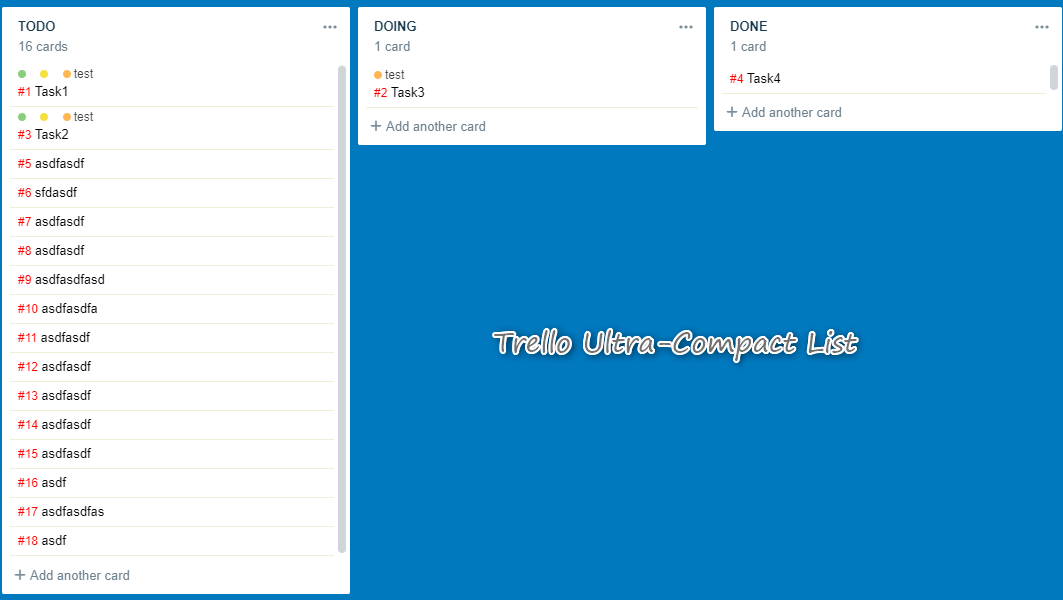 TODO
16 cards
test
#1 Task1
test
#3 Task2
#5 asdfasdf
#6 sfdasdf
#7 asdfasdf
#8 asdfasdf
#9 asdfasdfasd
#10 asdfasdfa
#11 asdfasdf
#12 asdfasdf
#13 asdfasdf
#14 asdfasdf
#15 asdfasdf
#16 asdf
#17 asdfasdfas
#18 asdf
+ Add another card
DOING
1 card
test
#2 Task3
+ Add another card
DONE
1 card
#4 Task4
+ Add another card
Trello Ultra-Compact List